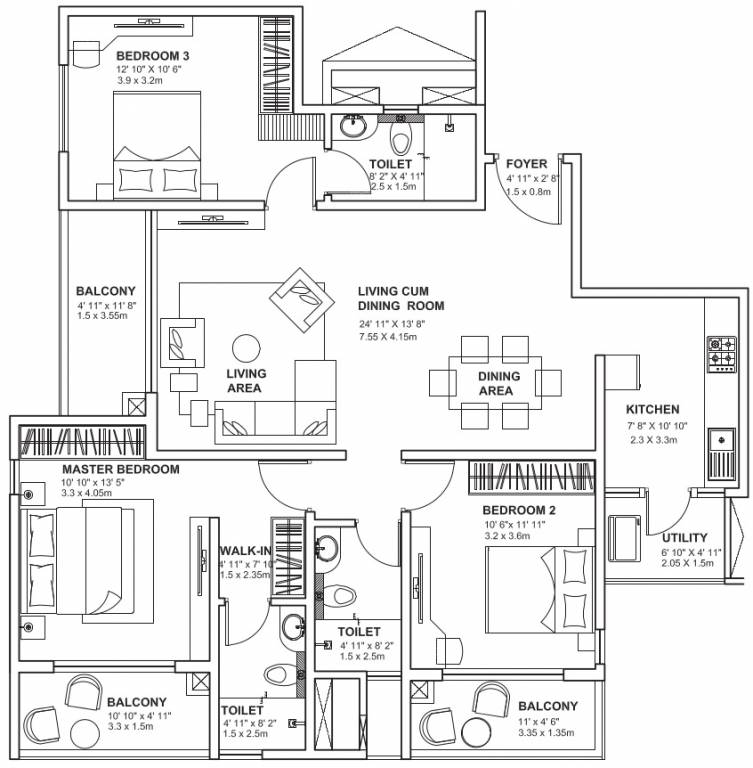 BEDROOM 3
12' 10" X 10' 6"
3.9 x 3.2m
TOILET
8' 2" X 4' 11"
2.5 x 1.5m
FOYER
4' 11" x 2' 8"
1.5 x 0.8m
BALCONY
4' 11" x 11' 8"
1.5 x 3.55m
LIVING CUM
DINING ROOM
24' 11" X 13' 8"
7.55 X 4.15m
LIVING
AREA
DINING
AREA
KITCHEN
7' 8" X 10' 10"
2.3 X 3.3m
MASTER BEDROOM
10' 10" x 13' 5"
3.3 x 4.05m
BEDROOM 2
10' 6"x 11' 11"
3.2 x 3.6m
UTILITY
6' 10" X 4' 11"
2.05 X 1.5m
WALK-IN
4' 11" x 7' 10"
1.5 x 2.35m
TOILET
4' 11" x 8' 2"
1.5 x 2.5m
BALCONY
10' 10" x 4' 11"
3.3 x 1.5m
TOILET
4' 11" x 8' 2"
1.5 x 2.5m
BALCONY
11' x 4' 6"
3.35 x 1.35m